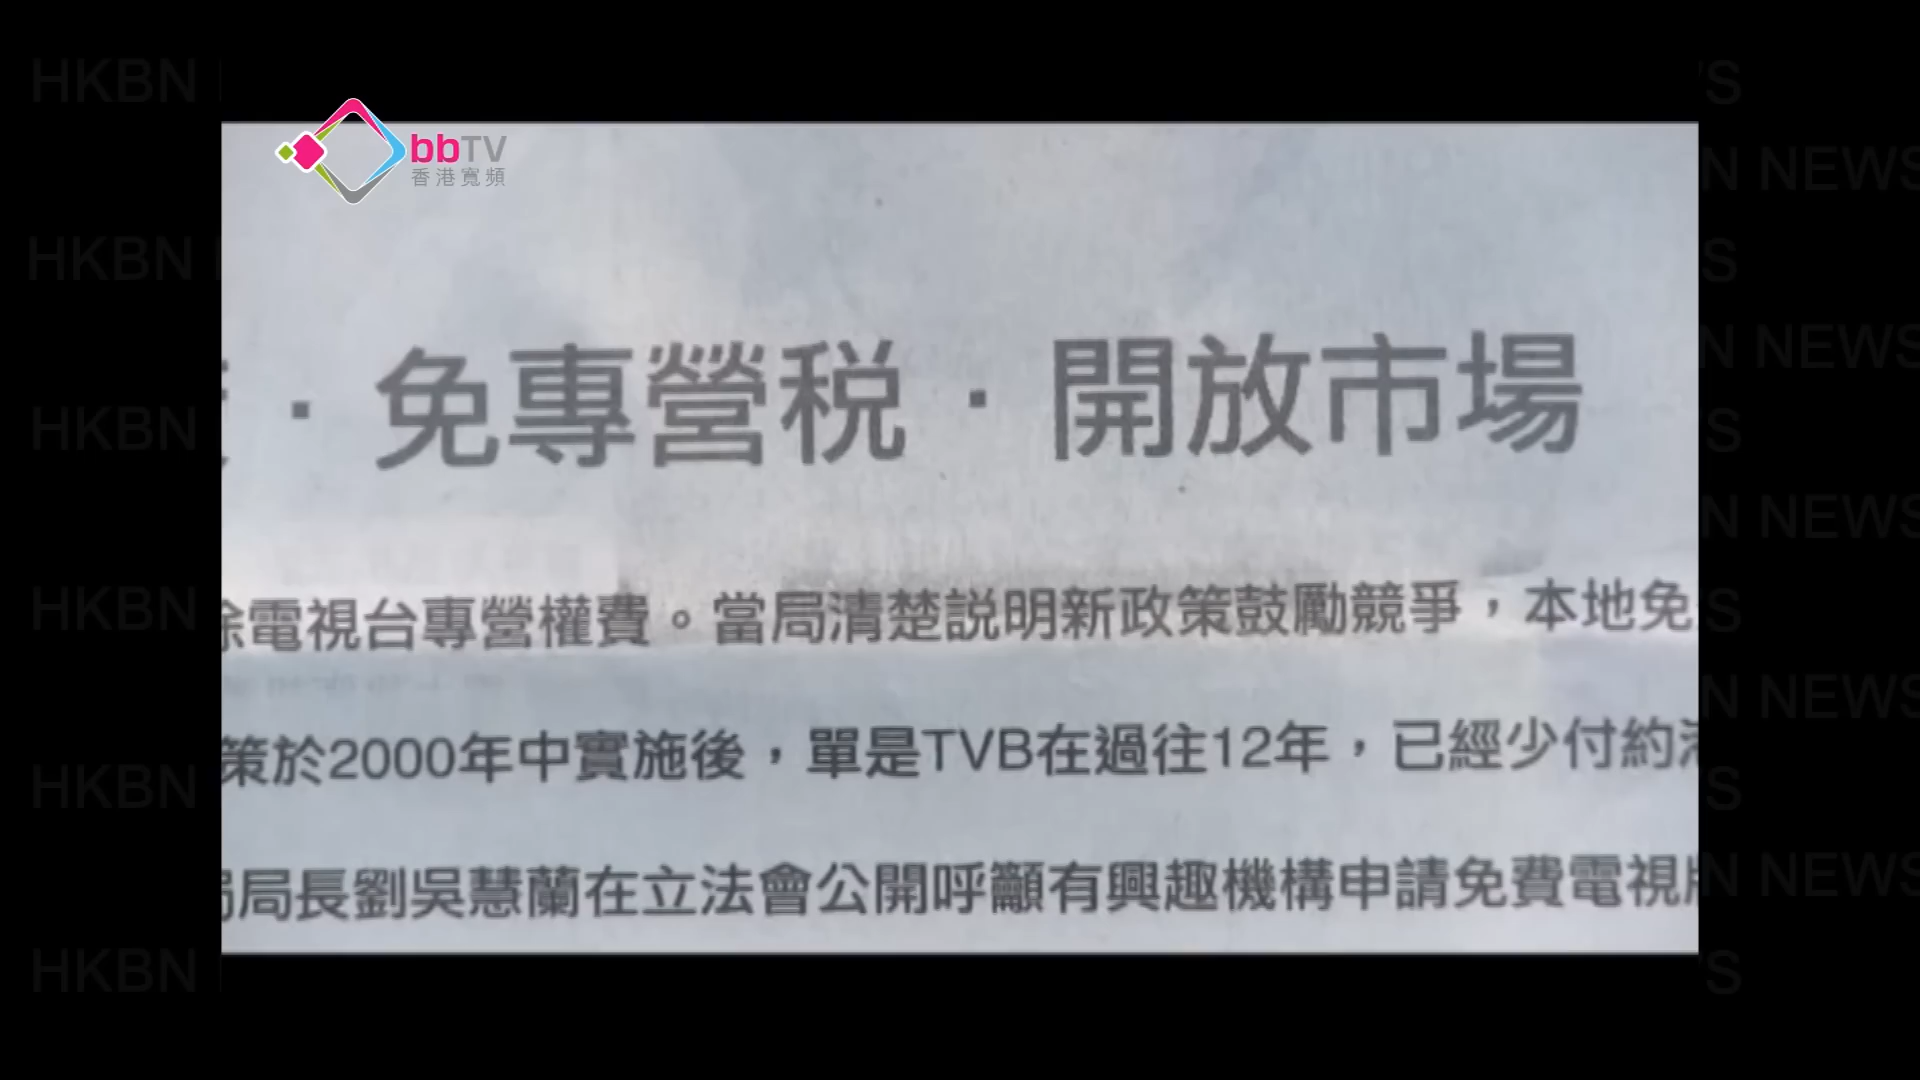 bbTV
香港寬頻
・免專營税・開放市場
電視台專營權費。當局清楚説明新政策鼓勵競爭，本地免
策於2000年中實施後，單是TVB在過往12年，已經少付約
局長劉吳慧蘭在立法會公開呼籲有興趣機構申請免費電視
HKBN
NEWS
HKBN
NEWS
HKBN
NEWS
HKBN
NEWS
HKBN
NEWS
HKBN